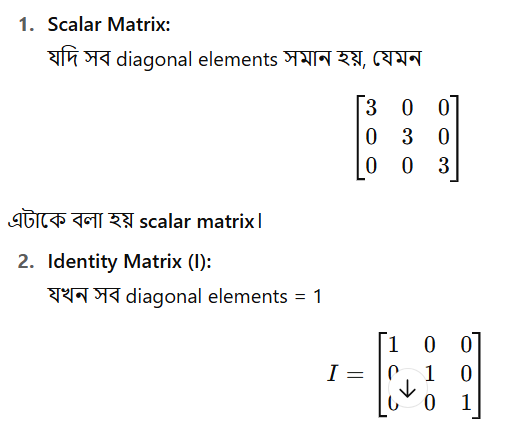 1. Scalar Matrix:
যদি সব diagonal elements সমান হয়, যেমন
[3 0 0]
[0 3 0]
[0 0 3]
এটাকে বলা হয় scalar matrix।
2. Identity Matrix (I):
যখন সব diagonal elements = 1
[1 0 0]
I = [0 1 0]
[0 0 1]